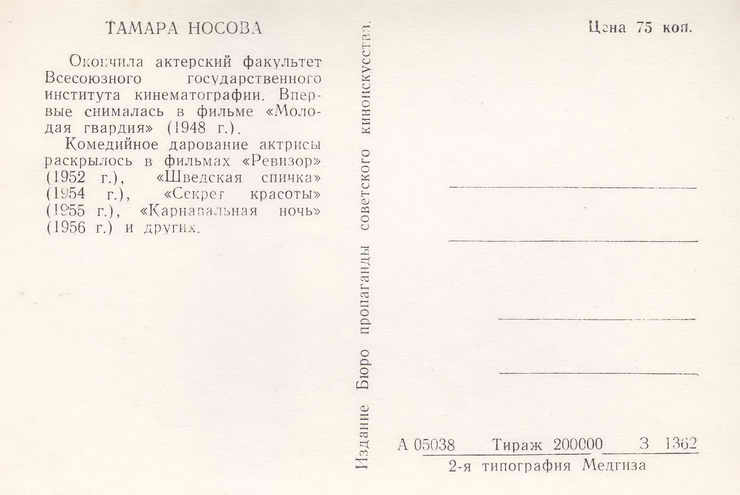 ТАМАРА НОСОВА
Окончила актерский факультет
Всесоюзного государственного
института кинематографии. Впер-
вые снималась в фильме «Моло-
дая гвардия» (1948 г.).
Комедийное дарование актрисы
раскрылось в фильмах «Ревизор»
(1952 г.), «Шведская спичка»
(1954 г.), «Секрет красоты»
(1955 г.), «Карнавальная ночь»
(1956 г.) и других.
Издание Бюро пропаганды советского киноискусства.
Цена 75 коп.
А 05038 Тираж 200000 З 1362
2-я типография Медгиза